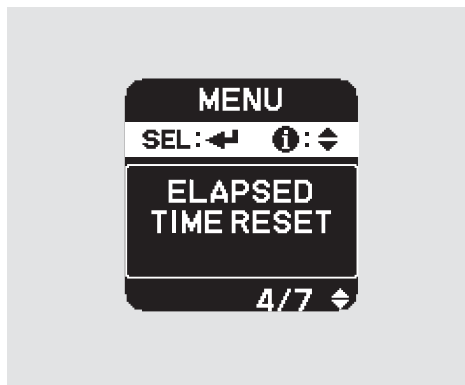 MENU
SEL:↵ ℹ:◆
ELAPSED
TIME RESET
4/7